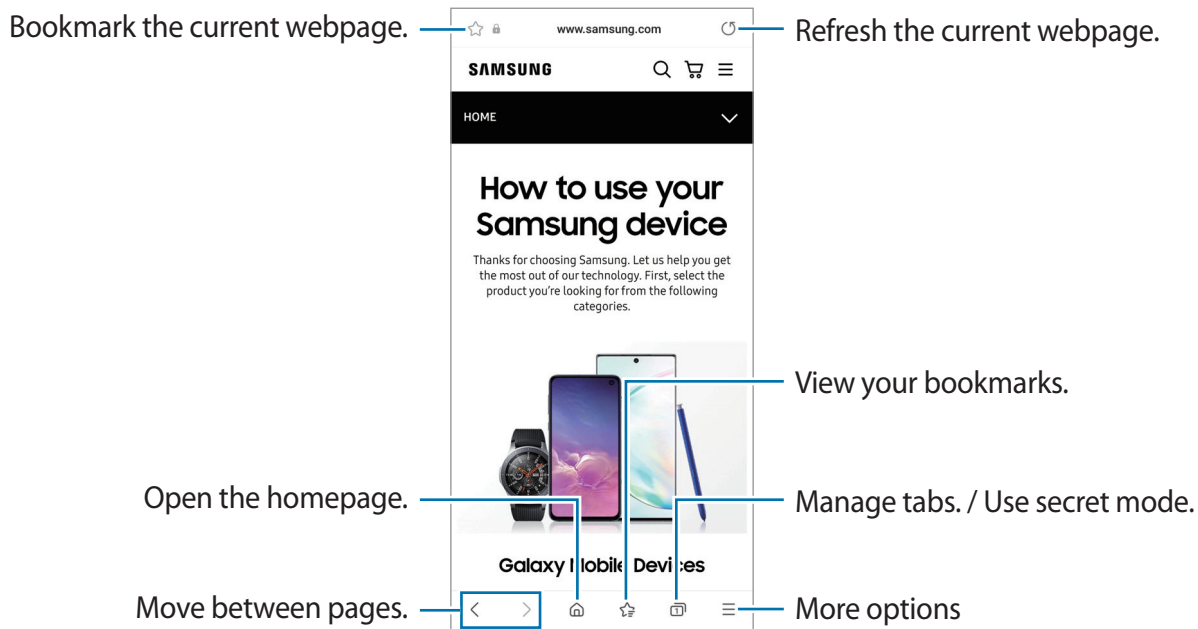 Bookmark the current webpage.
www.samsung.com
Refresh the current webpage.
SAMSUNG
HOME
How to use your
Samsung device
Thanks for choosing Samsung. Let us help you get
the most out of our technology. First, select the
product you're looking for from the following
categories.
View your bookmarks.
Open the homepage.
Manage tabs. / Use secret mode.
Galaxy Mobile Devices
Move between pages.
1
More options